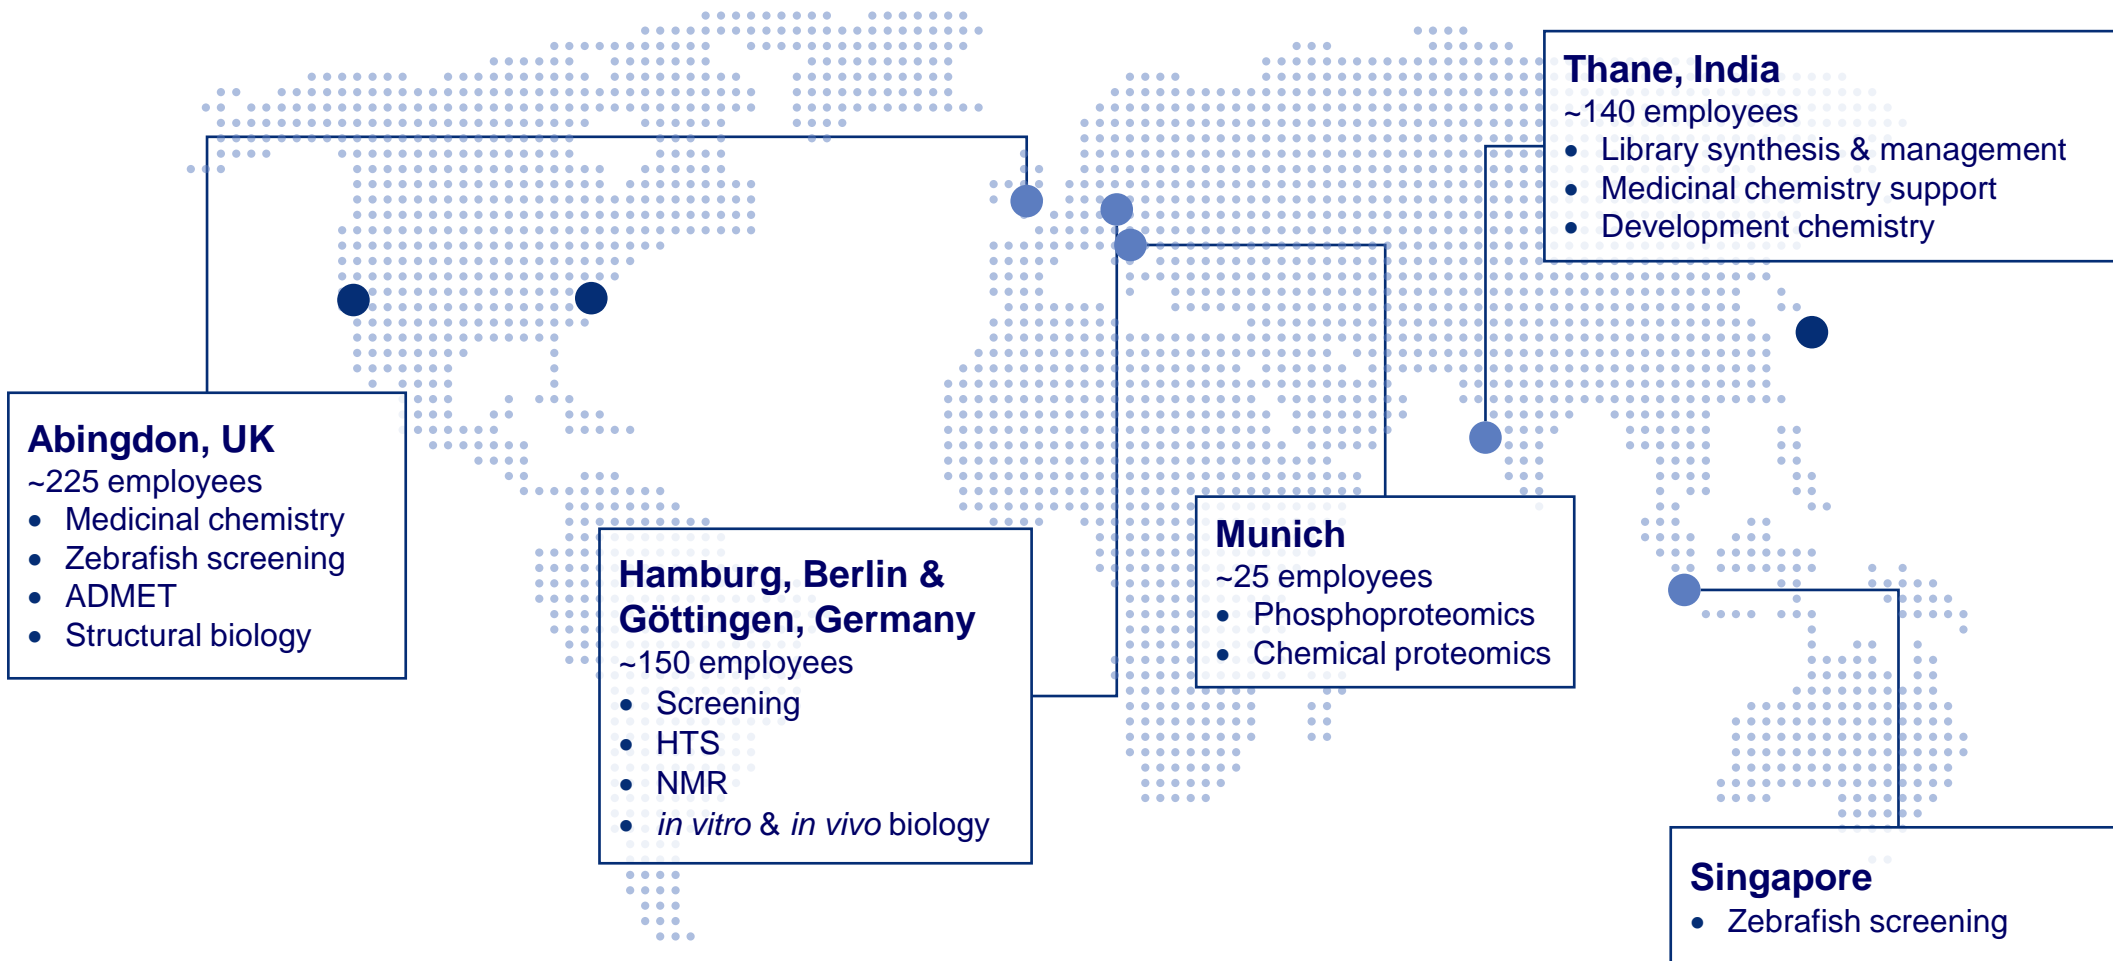 Thane, India
~140 employees
• Library synthesis & management
• Medicinal chemistry support
• Development chemistry
Abingdon, UK
~225 employees
• Medicinal chemistry
• Zebrafish screening
• ADMET
• Structural biology
Hamburg, Berlin &
Göttingen, Germany
~150 employees
• Screening
• HTS
• NMR
• in vitro & in vivo biology
Munich
~25 employees
• Phosphoproteomics
• Chemical proteomics
Singapore
• Zebrafish screening